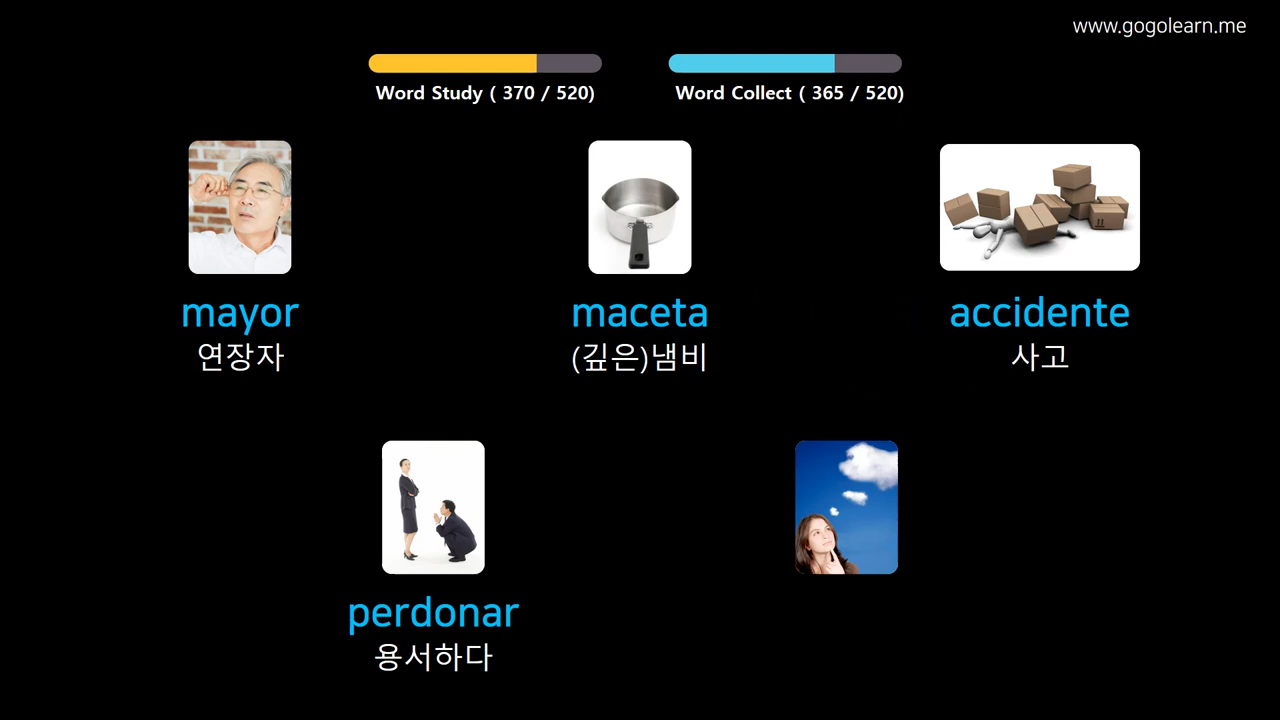 www.gogolearn.me
Word Study ( 370 / 520)
Word Collect ( 365 / 520)
mayor
연장자
maceta
(깊은)냄비
accidente
사고
perdonar
용서하다